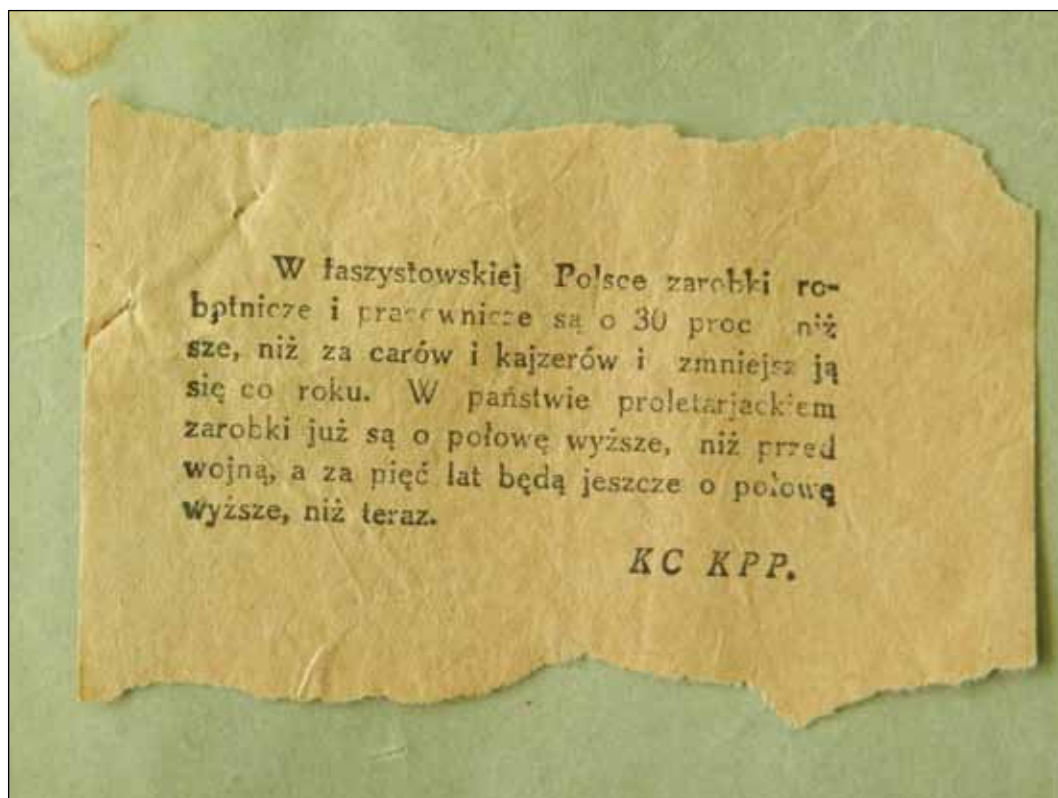 W faszystowskiej Polsce zarobki ro-
botnicze i pracownicze są o 30 proc niż
sze, niż za carów i kajzerów i zmniejsz ją
się co roku. W państwie proletarjackiem
zarobki już są o połowę wyższe, niż przed
wojną, a za pięć lat będą jeszcze o połowę
wyższe, niż teraz.
KC KPP.